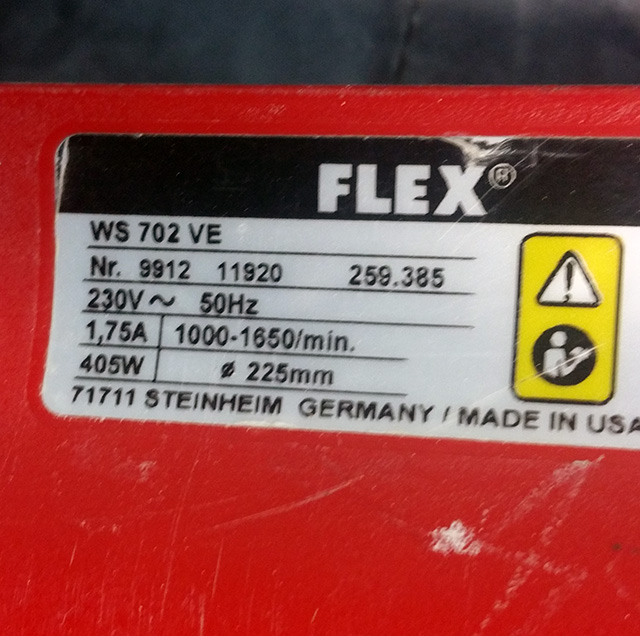 FLEX®
WS 702 VE
Nr. 9912 11920 259.385
230V ~ 50Hz
1,75A 1000-1650/min.
405W ø 225mm
71711 STEINHEIM GERMANY / MADE IN USA